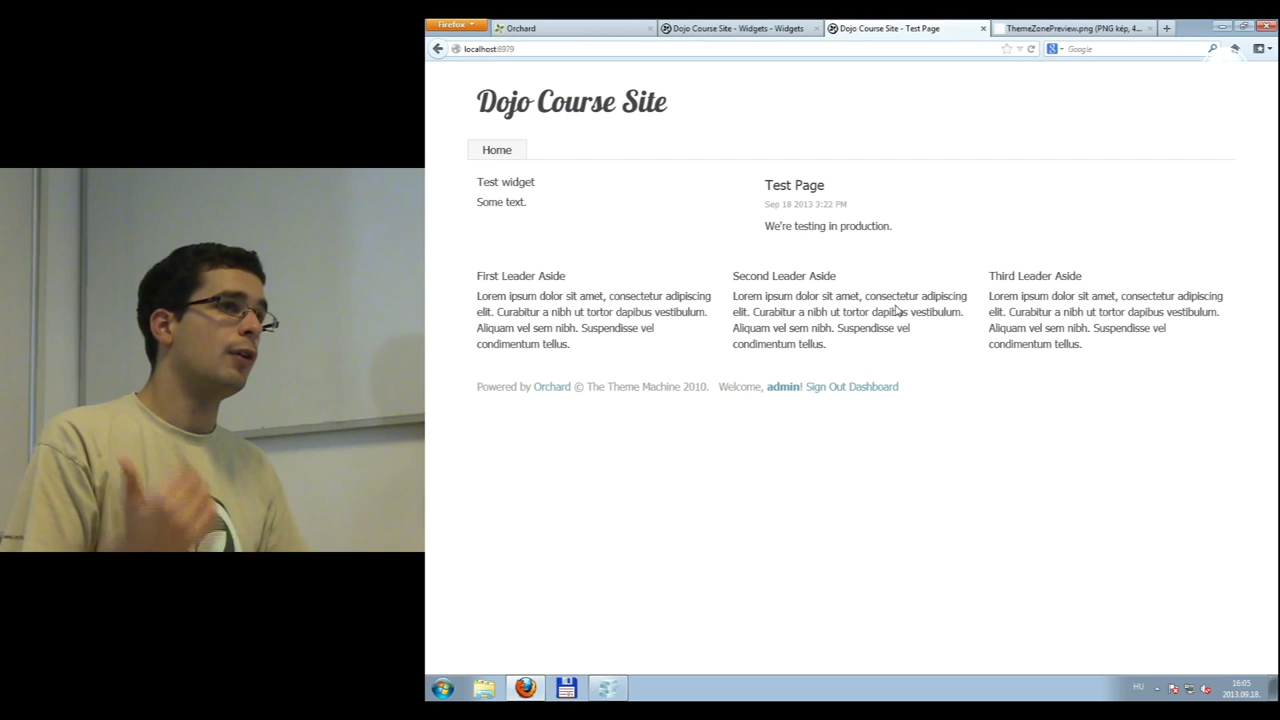 Firefox
Orchard
Dojo Course Site - Widgets - Widgets
Dojo Course Site - Test Page
ThemeZonePreview.png (PNG kép, 4...
localhost:8979
Google
Dojo Course Site
Home
Test widget
Some text.
Test Page
Sep 18 2013 3:22 PM
We're testing in production.
First Leader Aside
Lorem ipsum dolor sit amet, consectetur adipiscing
elit. Curabitur a nibh ut tortor dapibus vestibulum.
Aliquam vel sem nibh. Suspendisse vel
condimentum tellus.
Second Leader Aside
Lorem ipsum dolor sit amet, consectetur adipiscing
elit. Curabitur a nibh ut tortor dapibus vestibulum.
Aliquam vel sem nibh. Suspendisse vel
condimentum tellus.
Third Leader Aside
Lorem ipsum dolor sit amet, consectetur adipiscing
elit. Curabitur a nibh ut tortor dapibus vestibulum.
Aliquam vel sem nibh. Suspendisse vel
condimentum tellus.
Powered by Orchard © The Theme Machine 2010. Welcome, admin! Sign Out Dashboard
HU
16:05
2013.09.18.